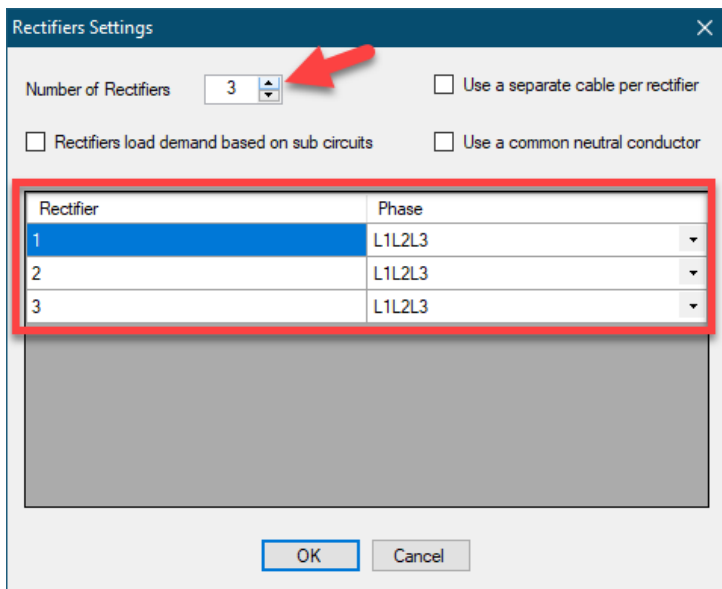 Rectifiers Settings
Number of Rectifiers 3 Use a separate cable per rectifier
Rectifiers load demand based on sub circuits Use a common neutral conductor
Rectifier Phase
1 L1L2L3
2 L1L2L3
3 L1L2L3
OK Cancel